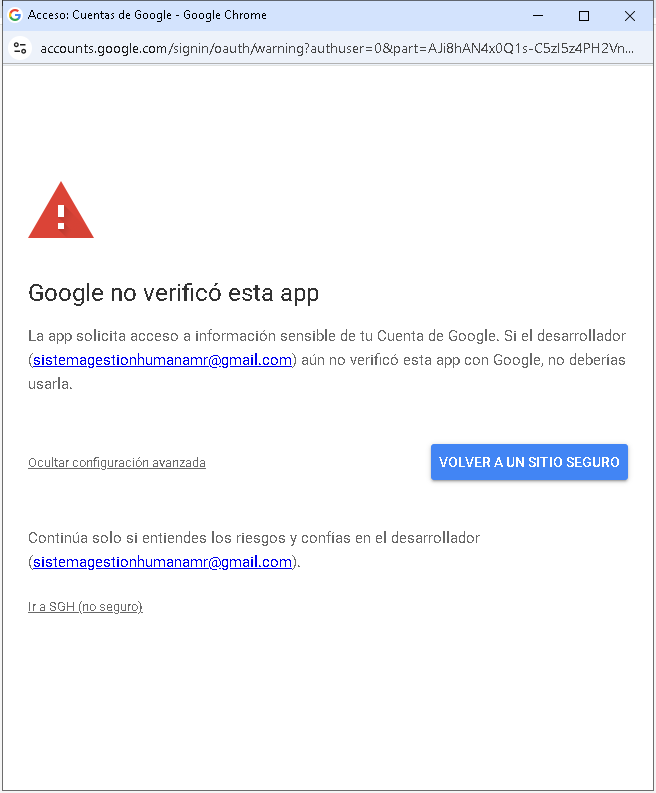 Acceso: Cuentas de Google - Google Chrome
accounts.google.com/signin/oauth/warning?authuser=0&part=AJi8hAN4x0Q1s-C5zI5z4PH2Vn...
Google no verificó esta app
La app solicita acceso a información sensible de tu Cuenta de Google. Si el desarrollador
(sistemagestionhumanamr@gmail.com) aún no verificó esta app con Google, no deberías
usarla.
Ocultar configuración avanzada
VOLVER A UN SITIO SEGURO
Continúa solo si entiendes los riesgos y confías en el desarrollador
(sistemagestionhumanamr@gmail.com).
Ir a SGH (no seguro)